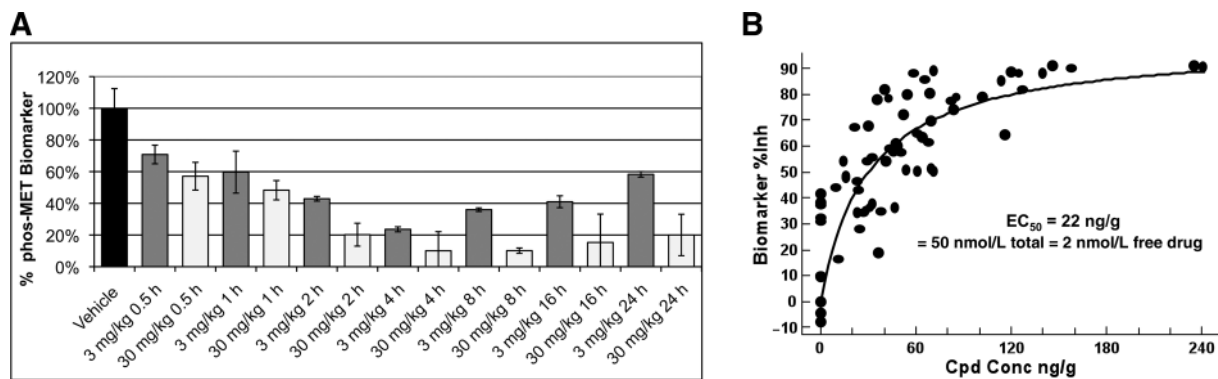 A
% phos-MET Biomarker
120%
100%
80%
60%
40%
20%
0%
Vehicle
3 mg/kg 0.5 h
30 mg/kg 0.5 h
3 mg/kg 1 h
30 mg/kg 1 h
3 mg/kg 2 h
30 mg/kg 2 h
3 mg/kg 4 h
30 mg/kg 4 h
3 mg/kg 8 h
30 mg/kg 8 h
3 mg/kg 16 h
30 mg/kg 16 h
3 mg/kg 24 h
30 mg/kg 24 h
B
Biomarker %Inh
90
80
70
60
50
40
30
90
10
0
–10
EC50 = 22 ng/g
= 50 nmol/L total = 2 nmol/L free drug
0 60 120 180 240
Cpd Conc ng/g